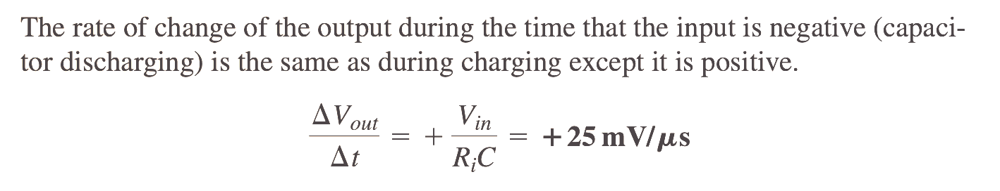 The rate of change of the output during the time that the input is negative (capaci-
tor discharging) is the same as during charging except it is positive.
ΔV_out / Δt = + V_in / R_iC = +25 mV/μs